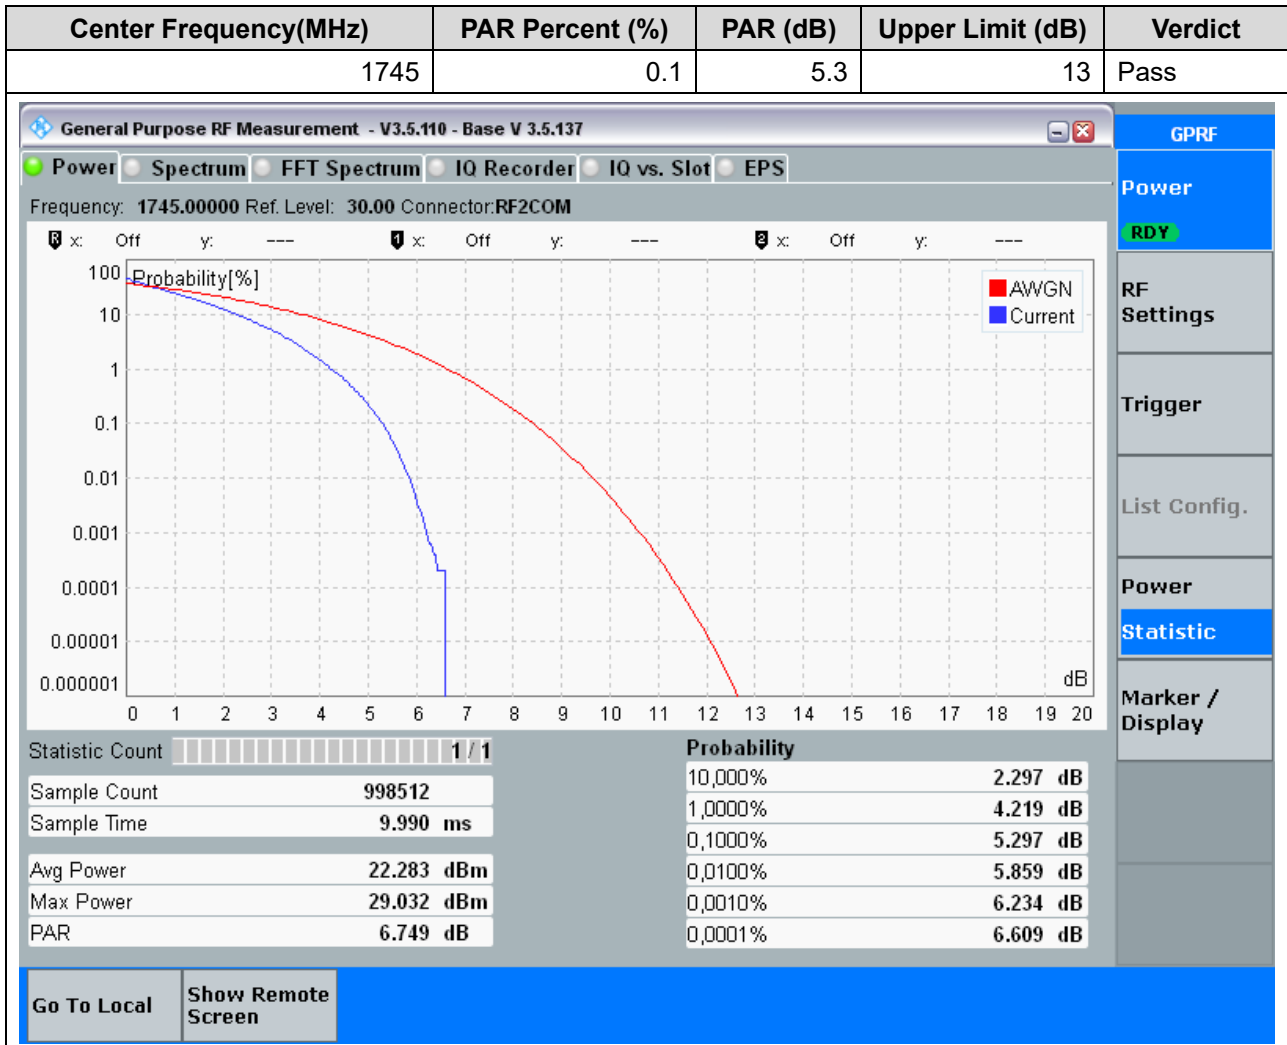 Center Frequency(MHz) PAR Percent (%) PAR (dB) Upper Limit (dB) Verdict
1745 0.1 5.3 13 Pass
General Purpose RF Measurement - V3.5.110 - Base V 3.5.137
GPRF
Power Spectrum FFT Spectrum IQ Recorder IQ vs. Slot EPS
Frequency: 1745.00000 Ref. Level: 30.00 Connector:RF2COM
R x: Off y: --- 1 x: Off y: --- 2 x: Off y: ---
Probability[%]
AWGN
Current
100
10
1
0.1
0.01
0.001
0.0001
0.00001
0.000001
dB
0 1 2 3 4 5 6 7 8 9 10 11 12 13 14 15 16 17 18 19 20
Statistic Count 1 / 1
Sample Count 998512
Sample Time 9.990 ms
Avg Power 22.283 dBm
Max Power 29.032 dBm
PAR 6.749 dB
Probability
10,000% 2.297 dB
1,0000% 4.219 dB
0,1000% 5.297 dB
0,0100% 5.859 dB
0,0010% 6.234 dB
0,0001% 6.609 dB
Power
RDY
RF
Settings
Trigger
List Config.
Power
Statistic
Marker /
Display
Go To Local
Show Remote
Screen